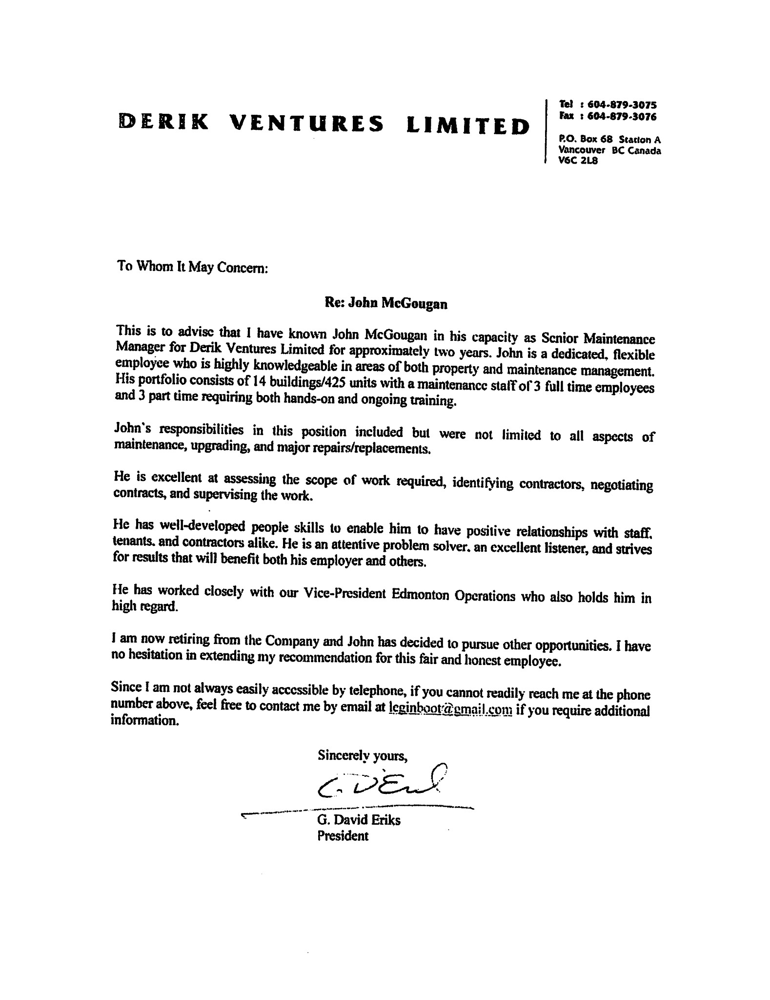 DERIK VENTURES LIMITED
Tel : 604-879-3075
Fax : 604-879-3076
P.O. Box 68 Station A
Vancouver BC Canada
V6C 2L8
To Whom It May Concern:
Re: John McGougan
This is to advise that I have known John McGougan in his capacity as Senior Maintenance
Manager for Derik Ventures Limited for approximately two years. John is a dedicated, flexible
employee who is highly knowledgeable in areas of both property and maintenance management.
His portfolio consists of 14 buildings/425 units with a maintenance staff of 3 full time employees
and 3 part time requiring both hands-on and ongoing training.
John's responsibilities in this position included but were not limited to all aspects of
maintenance, upgrading, and major repairs/replacements.
He is excellent at assessing the scope of work required, identifying contractors, negotiating
contracts, and supervising the work.
He has well-developed people skills to enable him to have positive relationships with staff,
tenants, and contractors alike. He is an attentive problem solver, an excellent listener, and strives
for results that will benefit both his employer and others.
He has worked closely with our Vice-President Edmonton Operations who also holds him in
high regard.
I am now retiring from the Company and John has decided to pursue other opportunities. I have
no hesitation in extending my recommendation for this fair and honest employee.
Since I am not always easily accessible by telephone, if you cannot readily reach me at the phone
number above, feel free to contact me by email at leginboot@gmail.com if you require additional
information.
Sincerely yours,
G. David Eriks
President